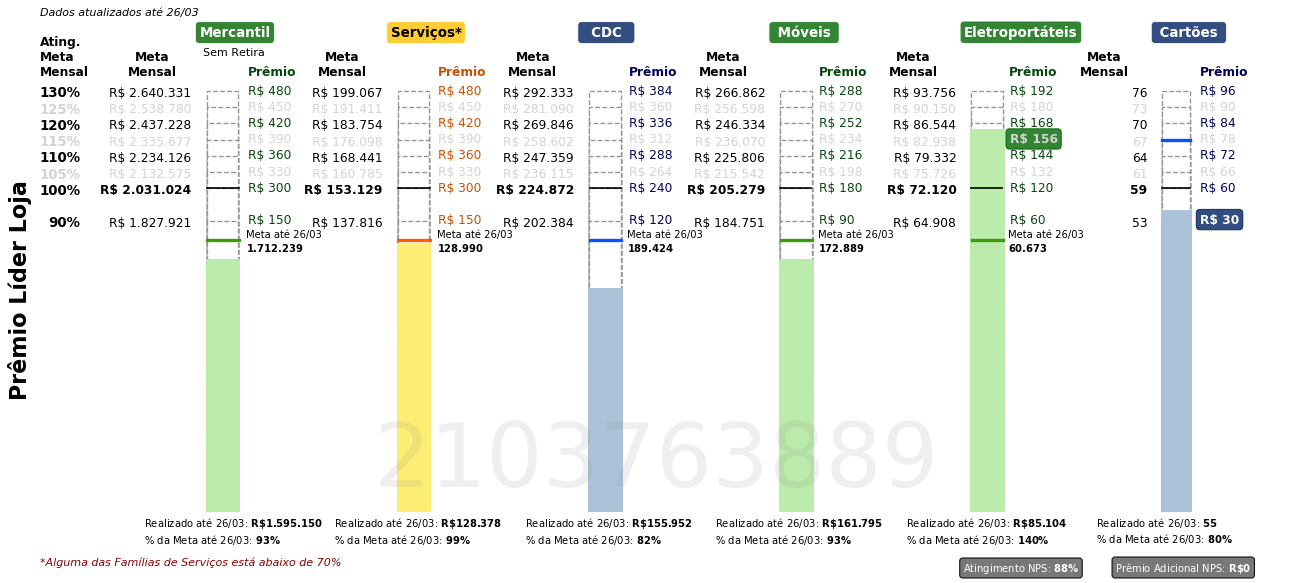 Dados atualizados até 26/03
Mercantil Serviços* CDC Móveis Eletroportáteis Cartões
Sem Retira
Ating. Meta Mensal Meta Mensal Prêmio Meta Mensal Prêmio Meta Mensal Prêmio Meta Mensal Prêmio Meta Mensal Prêmio Meta Mensal Prêmio
130% R$ 2.640.331 R$ 480 R$ 199.067 R$ 480 R$ 292.333 R$ 384 R$ 266.862 R$ 288 R$ 93.756 R$ 192 76 R$ 96
125% R$ 2.538.780 R$ 450 R$ 191.411 R$ 450 R$ 281.090 R$ 360 R$ 256.598 R$ 270 R$ 90.150 R$ 180 73 R$ 90
120% R$ 2.437.228 R$ 420 R$ 183.754 R$ 420 R$ 269.846 R$ 336 R$ 246.334 R$ 252 R$ 86.544 R$ 168 70 R$ 84
115% R$ 2.335.677 R$ 390 R$ 176.098 R$ 390 R$ 258.602 R$ 312 R$ 236.070 R$ 234 R$ 82.938 R$ 156 67 R$ 78
110% R$ 2.234.126 R$ 360 R$ 168.441 R$ 360 R$ 247.359 R$ 288 R$ 225.806 R$ 216 R$ 79.332 R$ 144 64 R$ 72
105% R$ 2.132.575 R$ 330 R$ 160.785 R$ 330 R$ 236.115 R$ 264 R$ 215.542 R$ 198 R$ 75.726 R$ 132 61 R$ 66
100% R$ 2.031.024 R$ 300 R$ 153.129 R$ 300 R$ 224.872 R$ 240 R$ 205.279 R$ 180 R$ 72.120 R$ 120 59 R$ 60
90% R$ 1.827.921 R$ 150 R$ 137.816 R$ 150 R$ 202.384 R$ 120 R$ 184.751 R$ 90 R$ 64.908 R$ 60 53 R$ 30
Meta até 26/03 Meta até 26/03 Meta até 26/03 Meta até 26/03 Meta até 26/03
1.712.239 128.990 189.424 172.889 60.673
Prêmio Líder Loja
2103763889
Realizado até 26/03: R$1.595.150 Realizado até 26/03: R$128.378 Realizado até 26/03: R$155.952 Realizado até 26/03: R$161.795 Realizado até 26/03: R$85.104 Realizado até 26/03: 55
% da Meta até 26/03: 93% % da Meta até 26/03: 99% % da Meta até 26/03: 82% % da Meta até 26/03: 93% % da Meta até 26/03: 140% % da Meta até 26/03: 80%
*Alguma das Famílias de Serviços está abaixo de 70%
Atingimento NPS: 88% Prêmio Adicional NPS: R$0